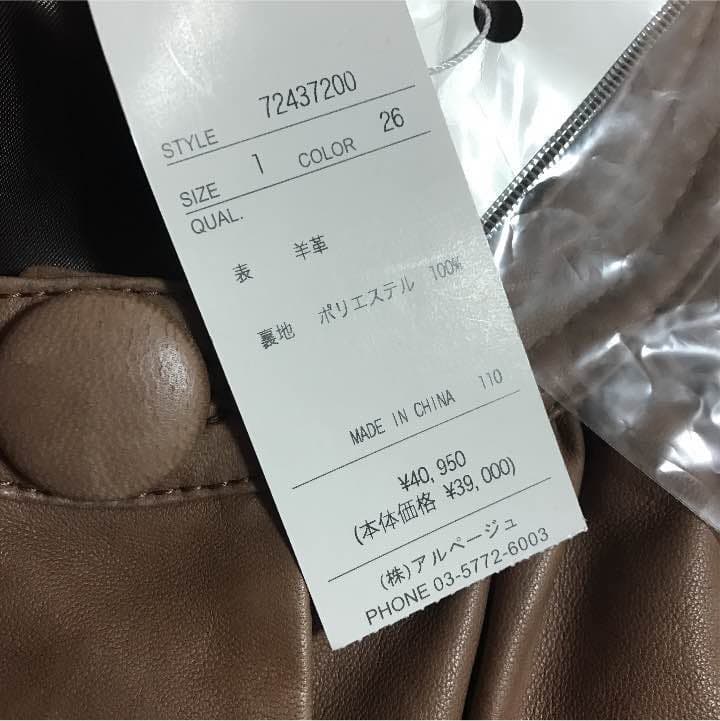 STYLE 72437200
SIZE 1 COLOR 26
QUAL.
表 羊革
裏地 ポリエステル 100%
MADE IN CHINA 110
¥40,950
(本体価格 ¥39,000)
(株)アルページュ
PHONE 03-5772-6003